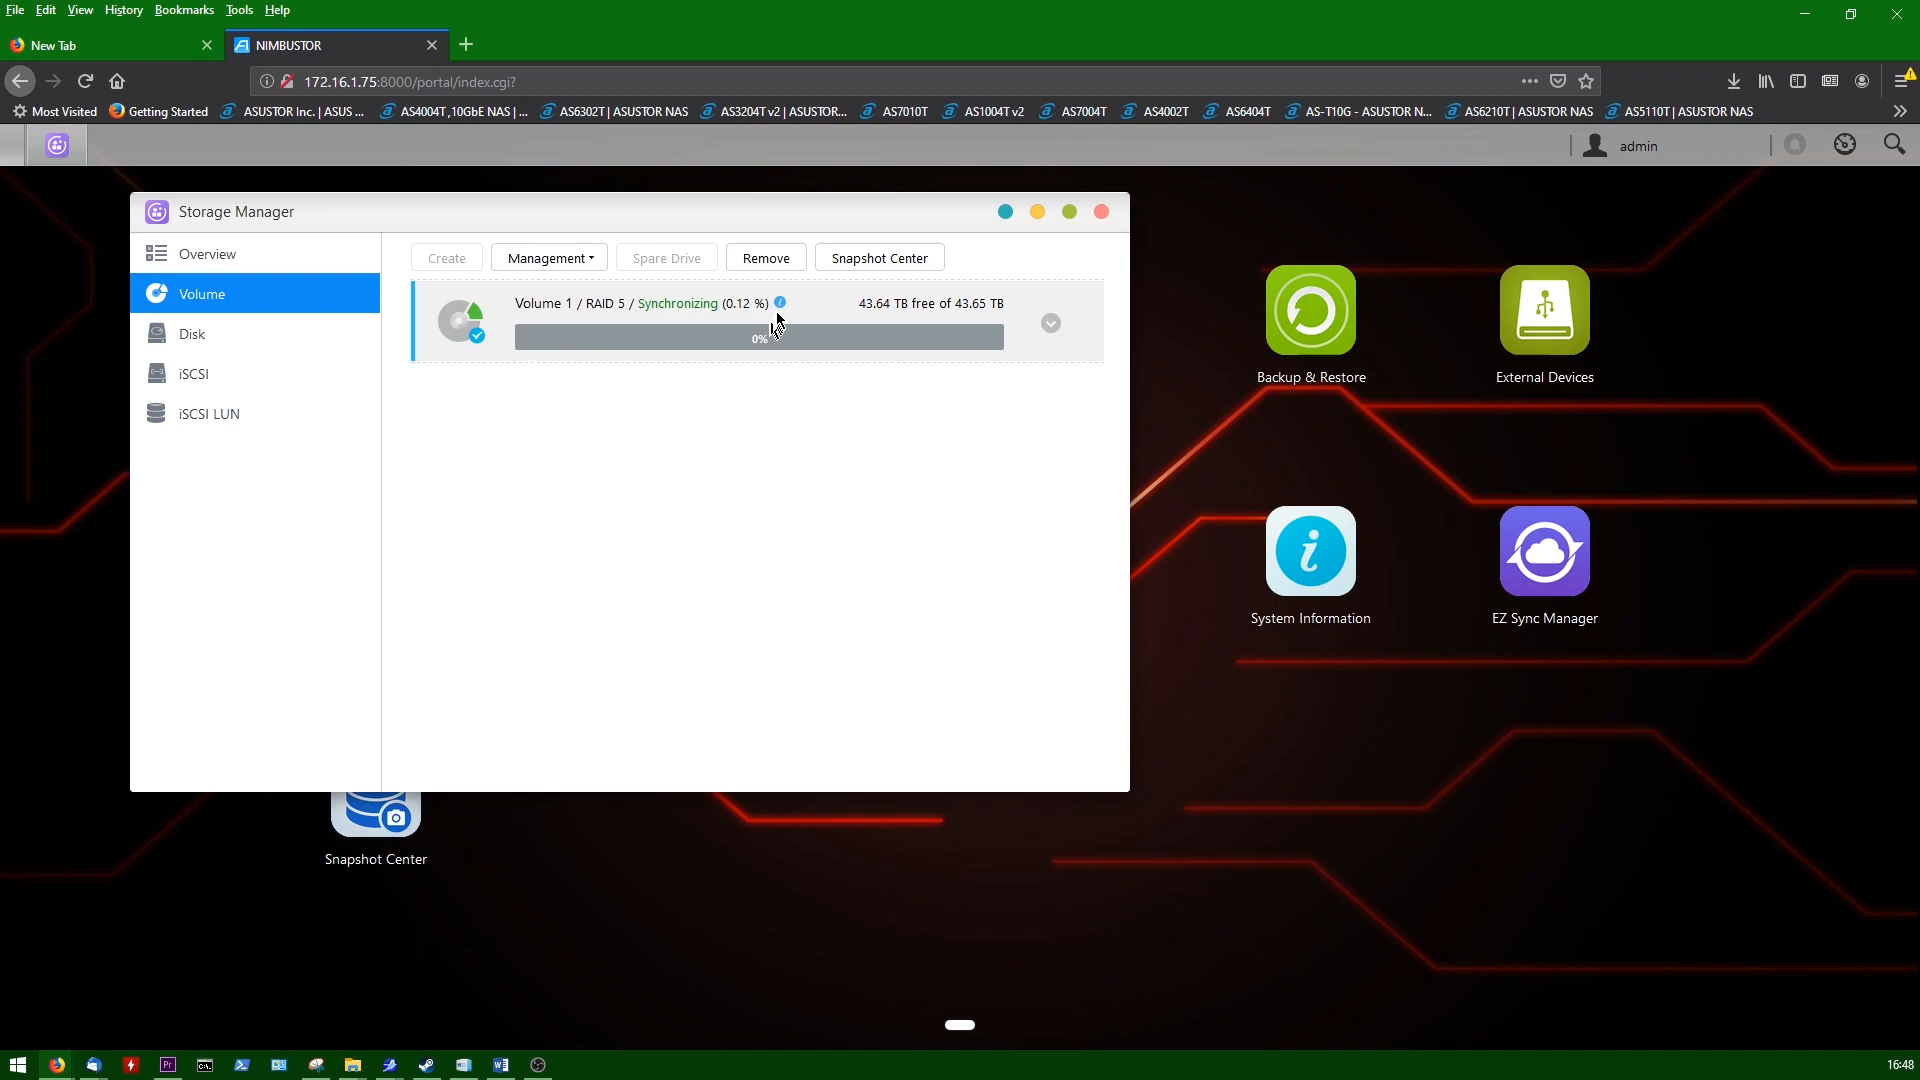 File Edit View History Bookmarks Tools Help
New Tab
NIMBUSTOR
172.16.1.75:8000/portal/index.cgi?
Most Visited Getting Started ASUSTOR Inc. | ASUS ... AS4004T ,10GbE NAS | ... AS6302T | ASUSTOR NAS AS3204T v2 | ASUSTOR... AS7010T AS1004T v2 AS7004T AS4002T AS6404T AS-T10G - ASUSTOR N... AS6210T | ASUSTOR NAS AS5110T | ASUSTOR NAS
admin
Storage Manager
Overview
Volume
Disk
iSCSI
iSCSI LUN
Create Management Spare Drive Remove Snapshot Center
Volume 1 / RAID 5 / Synchronizing (0.12 %) 43.64 TB free of 43.65 TB
0%
Backup & Restore
External Devices
System Information
EZ Sync Manager
Snapshot Center
Pr
16:48